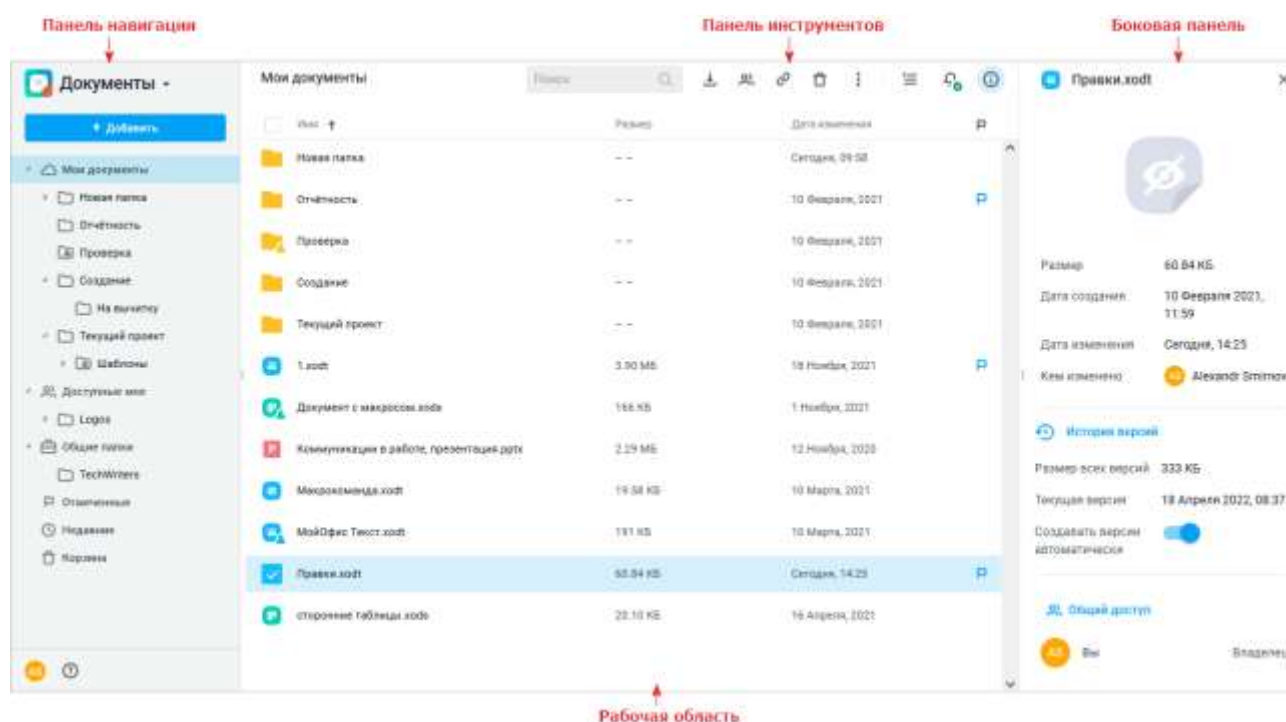 Панель навигации
Панель инструментов
Боковая панель
Документы
+ Добавить
Мои документы
Новая папка
Отчётность
Проверка
Создание
На вычитку
Текущий проект
Шаблоны
Доступные мне
Logos
Общие папки
TechWriters
Отмеченные
Недавние
Корзина
Мои документы
Поиск
Имя Размер Дата изменения
Новая папка -- Сегодня, 09:58
Отчётность -- 10 Февраля, 2021
Проверка -- 10 Февраля, 2021
Создание -- 10 Февраля, 2021
Текущий проект -- 10 Февраля, 2021
1.xodt 3.90 МБ 18 Ноября, 2021
Документ с макросом.xods 166 КБ 1 Ноября, 2021
Коммуникации в работе, презентация.pptx 2.29 МБ 12 Ноября, 2020
Макрокоманда.xodt 19.58 КБ 10 Марта, 2021
МойОфис Текст.xodt 191 КБ 10 Марта, 2021
Правки.xodt 60.84 КБ Сегодня, 14:25
сторонние таблицы.xods 20.10 КБ 16 Апреля, 2021
Правки.xodt
Размер 60.84 КБ
Дата создания 10 Февраля 2021,
11:59
Дата изменения Сегодня, 14:25
Кем изменено AS Alexandr Smirnov
История версий
Размер всех версий 333 КБ
Текущая версия 18 Апреля 2022, 08:37
Создавать версии
автоматически
Общий доступ
AS Вы Владелец
AS
Рабочая область